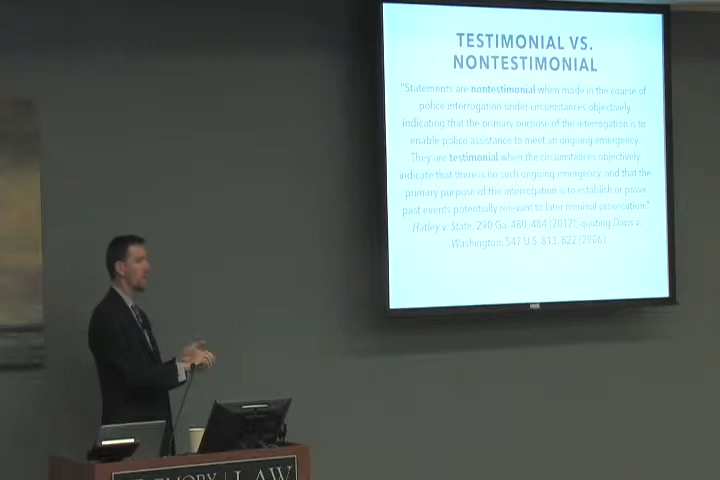 TESTIMONIAL VS.
NONTESTIMONIAL
"Statements are nontestimonial when made in the course of
police interrogation under circumstances objectively
indicating that the primary purpose of the interrogation is to
enable police assistance to meet an ongoing emergency.
They are testimonial when the circumstances objectively
indicate that there is no such ongoing emergency, and that the
primary purpose of the interrogation is to establish or prove
past events potentially relevant to later criminal prosecution."
Hatley v. State, 290 Ga. 480, 484 (2012), quoting Davis v.
Washington, 547 U.S. 813, 822 (2006).
EMORY | LAW